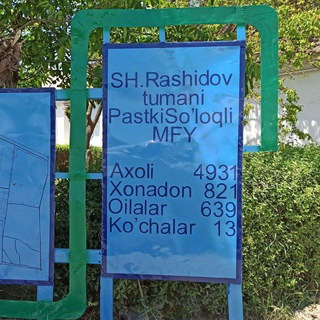 SH.Rashidov
tumani
PastkiSo'loqli
MFY
Axoli 4931
Xonadon 821
Oilalar 639
Ko'chalar 13